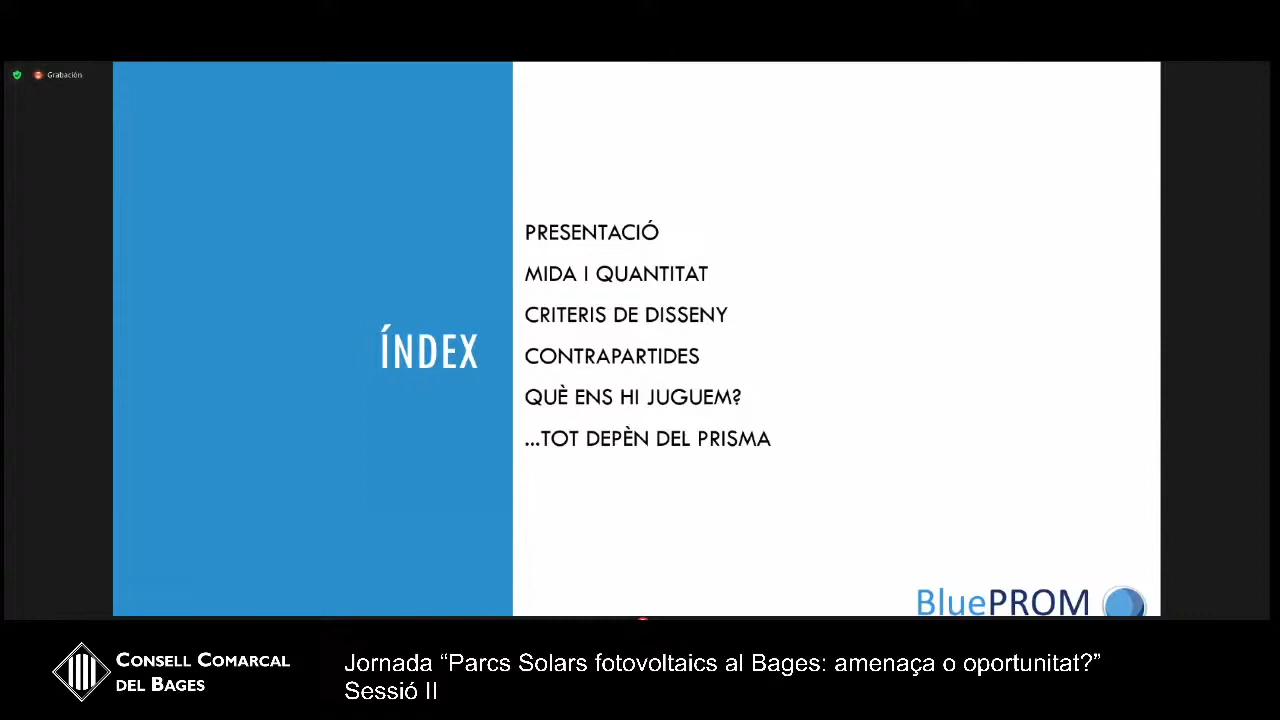 Grabación
ÍNDEX
PRESENTACIÓ
MIDA I QUANTITAT
CRITERIS DE DISSENY
CONTRAPARTIDES
QUÈ ENS HI JUGUEM?
...TOT DEPÈN DEL PRISMA
BluePROM
CONSELL COMARCAL
DEL BAGES
Jornada “Parcs Solars fotovoltaics al Bages: amenaça o oportunitat?”
Sessió II